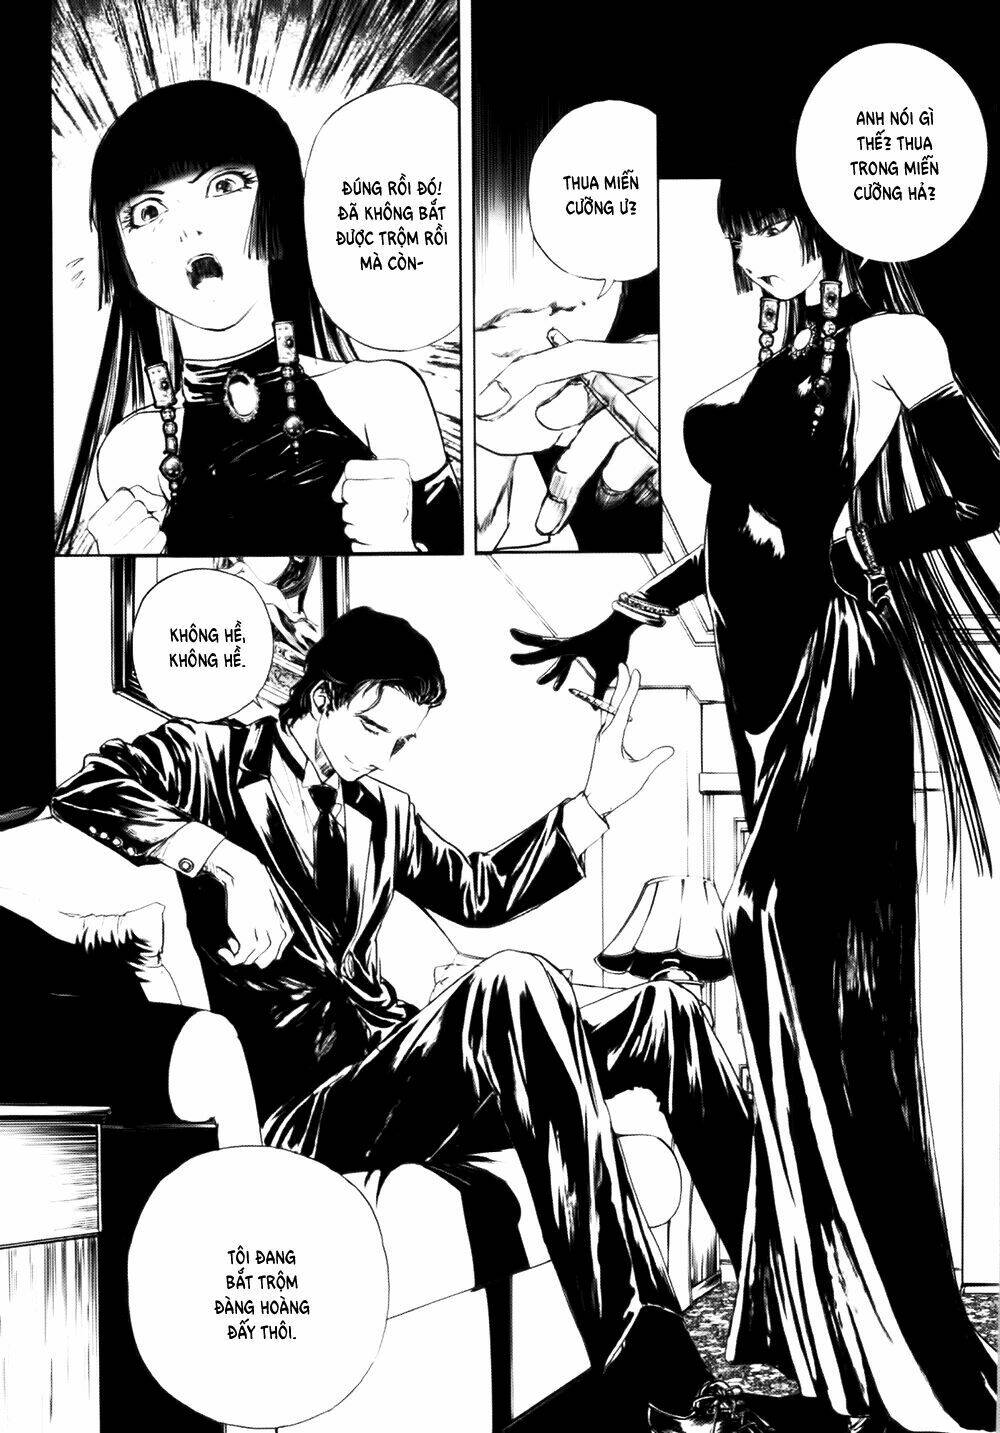 ANH NÓI GÌ
THẾ? THUA
TRONG MIỄN
CƯỠNG HẢ?
THUA MIỄN
CƯỠNG Ư?
ĐÚNG RỒI ĐÓ!
ĐÃ KHÔNG BẮT
ĐƯỢC TRỘM RỒI
MÀ CÒN-
KHÔNG HỀ,
KHÔNG HỀ.
TÔI ĐANG
BẮT TRỘM
ĐÀNG HOÀNG
ĐẤY THÔI.